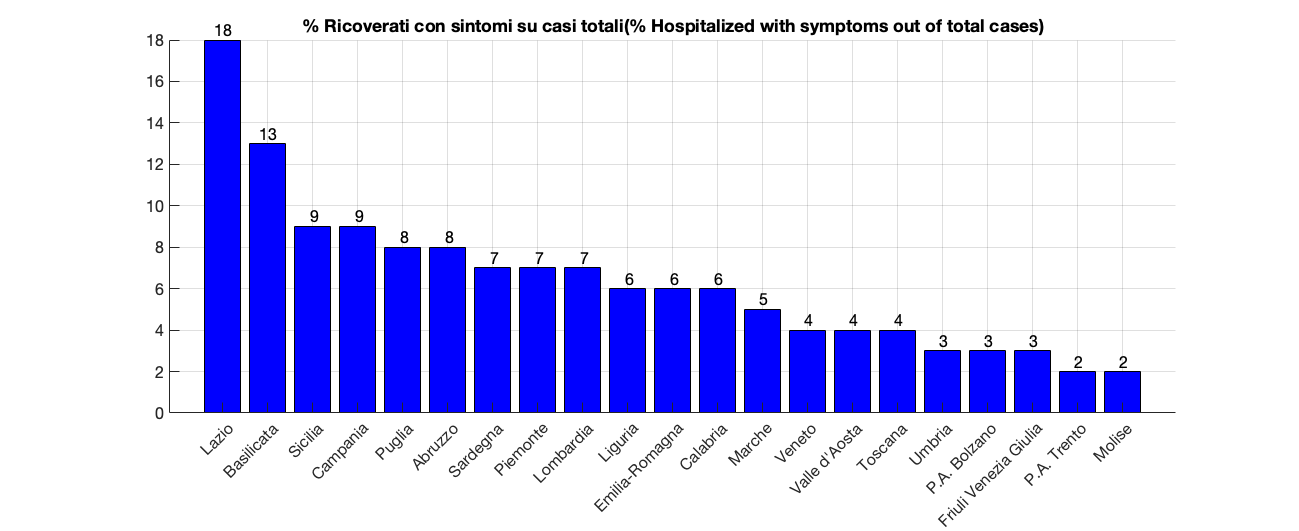 % Ricoverati con sintomi su casi totali(% Hospitalized with symptoms out of total cases)
18
16
14
12
10
8
6
4
2
0
18
13
9
9
8
8
7
7
7
6
6
6
5
4
4
4
3
3
3
2
2
Lazio
Basilicata
Sicilia
Campania
Puglia
Abruzzo
Sardegna
Piemonte
Lombardia
Liguria
Emilia-Romagna
Calabria
Marche
Veneto
Valle d'Aosta
Toscana
Umbria
P.A. Bolzano
Friuli Venezia Giulia
P.A. Trento
Molise